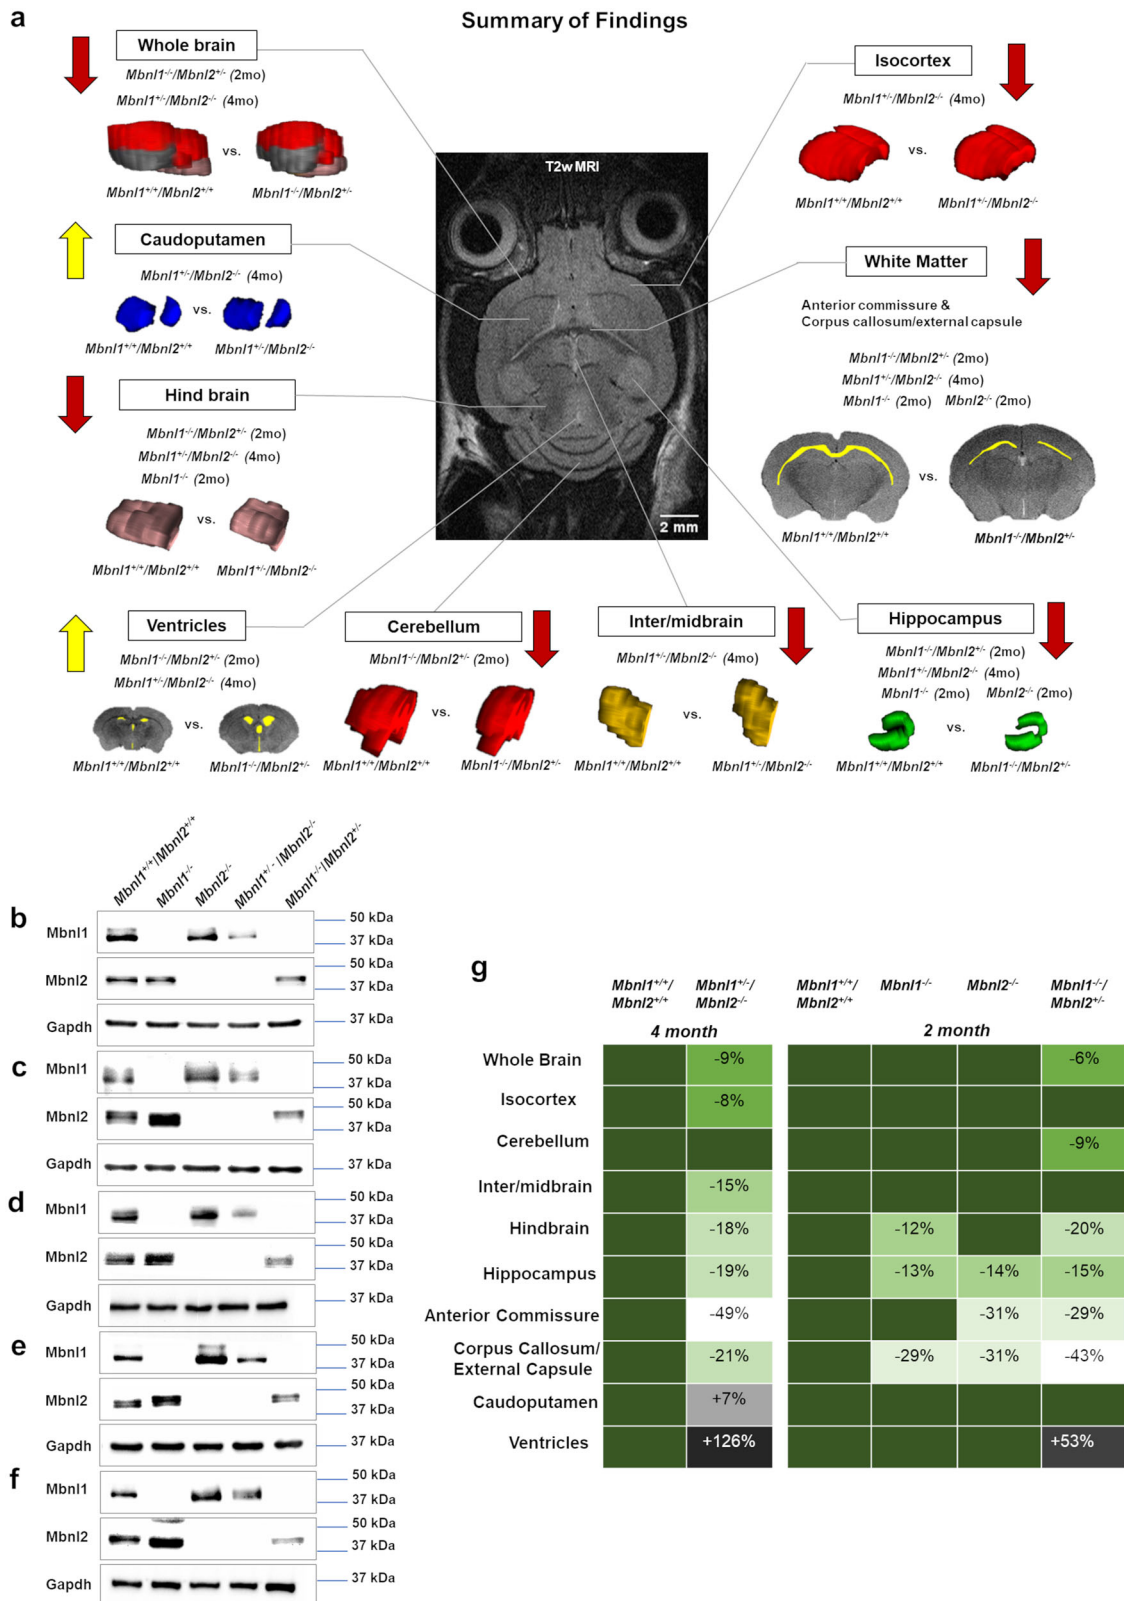 a
Summary of Findings
Whole brain
Mbnl1-/-/Mbnl2+/- (2mo)
Mbnl1+/-/Mbnl2-/- (4mo)
vs.
Mbnl1+/+/Mbnl2+/+ Mbnl1-/-/Mbnl2+/-
Caudoputamen
Mbnl1+/-/Mbnl2-/- (4mo)
vs.
Mbnl1+/+/Mbnl2+/+ Mbnl1+/-/Mbnl2-/-
Hind brain
Mbnl1-/-/Mbnl2+/- (2mo)
Mbnl1+/-/Mbnl2-/- (4mo)
Mbnl1-/- (2mo)
vs.
Mbnl1+/+/Mbnl2+/+ Mbnl1+/-/Mbnl2-/-
T2w MRI
2 mm
Isocortex
Mbnl1+/-/Mbnl2-/- (4mo)
vs.
Mbnl1+/+/Mbnl2+/+ Mbnl1+/-/Mbnl2-/-
White Matter
Anterior commissure &
Corpus callosum/external capsule
Mbnl1-/-/Mbnl2+/- (2mo)
Mbnl1+/-/Mbnl2-/- (4mo)
Mbnl1-/- (2mo) Mbnl2-/- (2mo)
vs.
Mbnl1+/+/Mbnl2+/+ Mbnl1-/-/Mbnl2+/-
Ventricles
Mbnl1-/-/Mbnl2+/- (2mo)
Mbnl1+/-/Mbnl2-/- (4mo)
vs.
Mbnl1+/+/Mbnl2+/+ Mbnl1-/-/Mbnl2+/-
Cerebellum
Mbnl1-/-/Mbnl2+/- (2mo)
vs.
Mbnl1+/+/Mbnl2+/+ Mbnl1-/-/Mbnl2+/-
Inter/midbrain
Mbnl1+/-/Mbnl2-/- (4mo)
vs.
Mbnl1+/+/Mbnl2+/+ Mbnl1+/-/Mbnl2-/-
Hippocampus
Mbnl1-/-/Mbnl2+/- (2mo)
Mbnl1+/-/Mbnl2-/- (4mo)
Mbnl1-/- (2mo) Mbnl2-/- (2mo)
vs.
Mbnl1+/+/Mbnl2+/+ Mbnl1-/-/Mbnl2+/-
Mbnl1+/+/Mbnl2+/+
Mbnl1-/-
Mbnl2-/-
Mbnl1+/-/Mbnl2-/-
Mbnl1-/-/Mbnl2+/-
b
Mbnl1 50 kDa
37 kDa
Mbnl2 50 kDa
37 kDa
Gapdh 37 kDa
c
Mbnl1 50 kDa
37 kDa
Mbnl2 50 kDa
37 kDa
Gapdh 37 kDa
d
Mbnl1 50 kDa
37 kDa
Mbnl2 50 kDa
37 kDa
Gapdh 37 kDa
e
Mbnl1 50 kDa
37 kDa
Mbnl2 50 kDa
37 kDa
Gapdh 37 kDa
f
Mbnl1 50 kDa
37 kDa
Mbnl2 50 kDa
37 kDa
Gapdh 37 kDa
g
Mbnl1+/+/ Mbnl1+/-/ Mbnl1+/+/ Mbnl1-/- Mbnl2-/- Mbnl1-/-/
Mbnl2+/+ Mbnl2-/- Mbnl2+/+ Mbnl2+/-
4 month 2 month
Whole Brain -9% -6%
Isocortex -8%
Cerebellum -9%
Inter/midbrain -15%
Hindbrain -18% -12% -20%
Hippocampus -19% -13% -14% -15%
Anterior Commissure -49% -31% -29%
Corpus Callosum/
External Capsule -21% -29% -31% -43%
Caudoputamen +7%
Ventricles +126% +53%